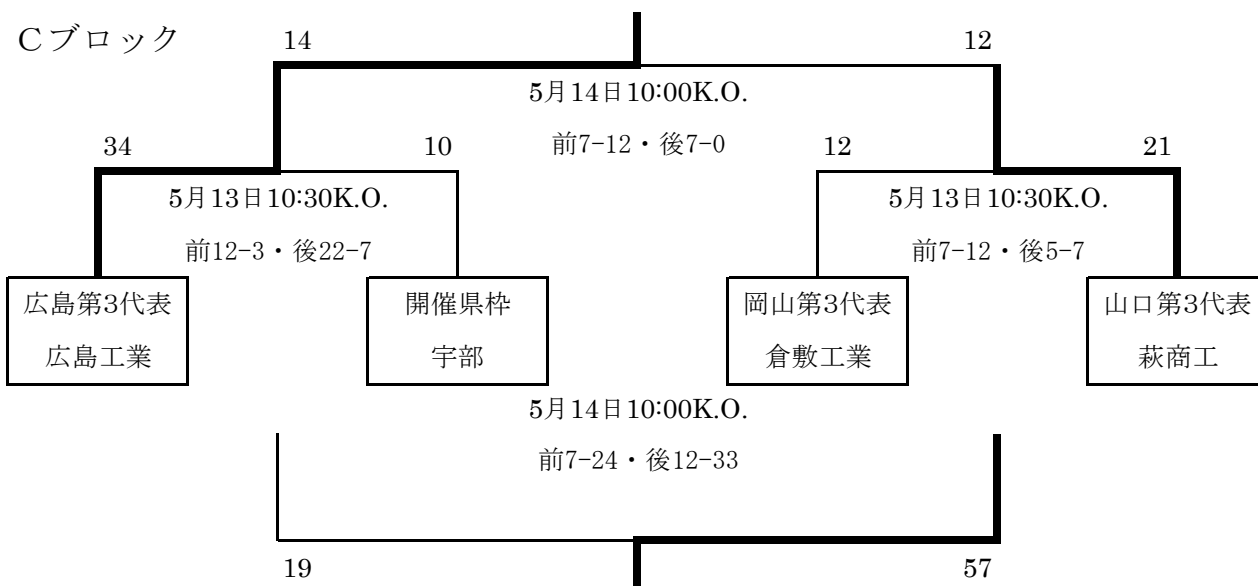 Cブロック
14
12
5月14日10:00K.O.
前7-12・後7-0
34
10
12
21
5月13日10:30K.O.
5月13日10:30K.O.
前12-3・後22-7
前7-12・後5-7
広島第3代表
開催県枠
岡山第3代表
山口第3代表
広島工業
宇部
倉敷工業
萩商工
5月14日10:00K.O.
前7-24・後12-33
19
57